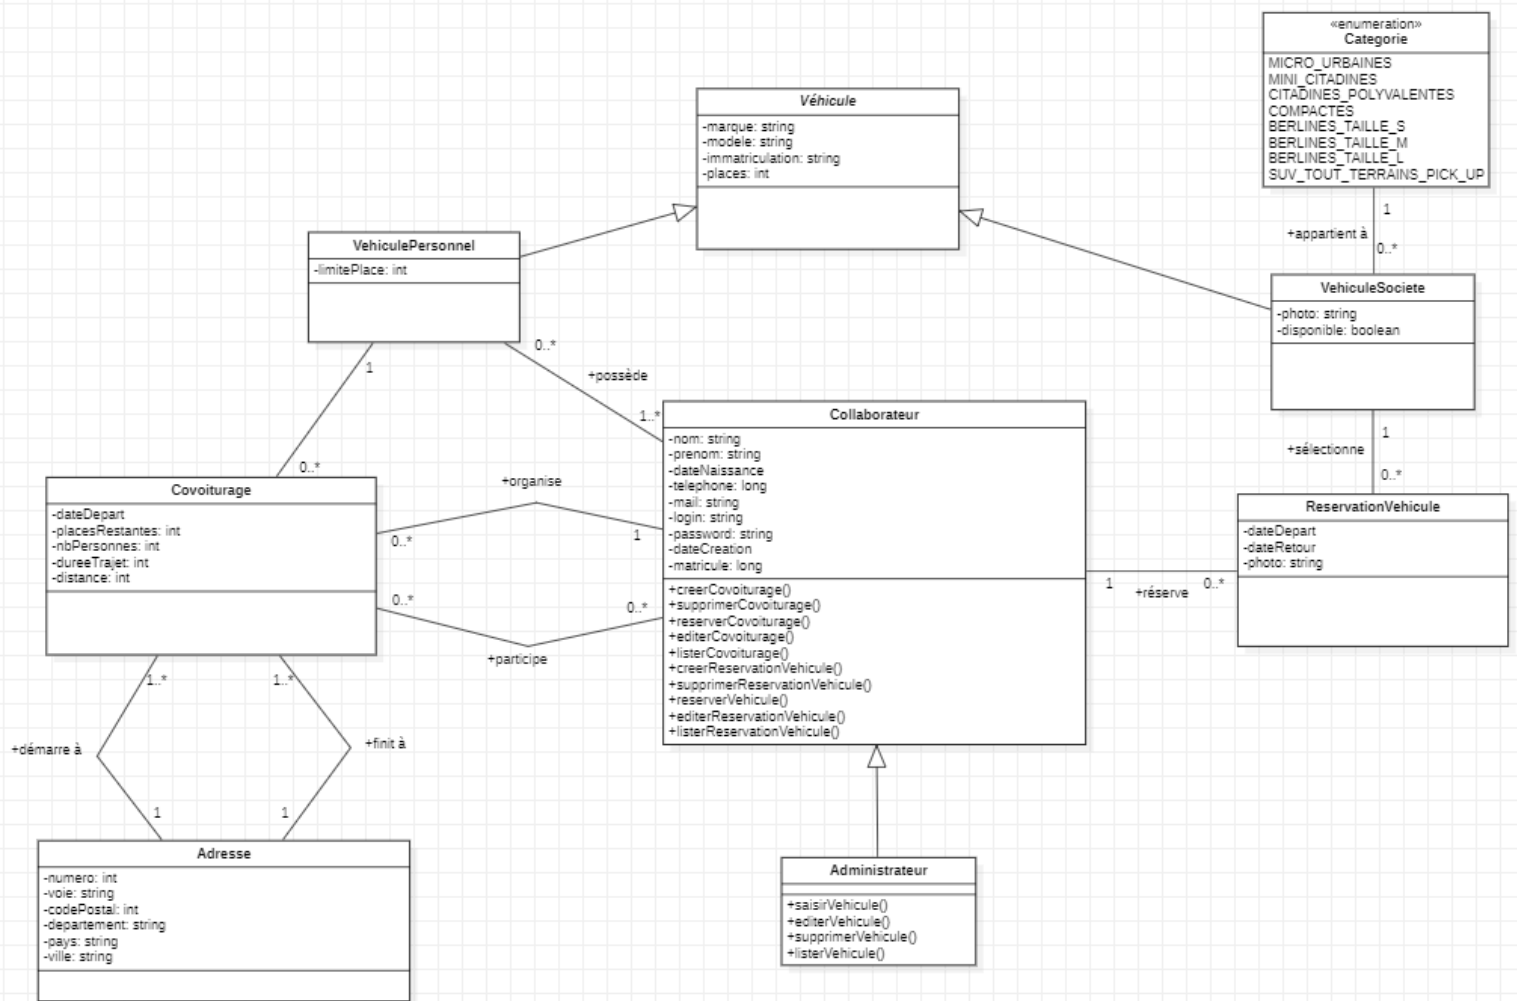 «enumeration»
Categorie
MICRO_URBAINES
MINI_CITADINES
CITADINES_POLYVALENTES
COMPACTES
BERLINES_TAILLE_S
BERLINES_TAILLE_M
BERLINES_TAILLE_L
SUV_TOUT_TERRAINS_PICK_UP
Véhicule
-marque: string
-modele: string
-immatriculation: string
-places: int
1
+appartient à
0..*
VehiculePersonnel
-limitePlace: int
VehiculeSociete
-photo: string
-disponible: boolean
1
0..*
0..*
+possède
1..*
1
+sélectionne
0..*
Collaborateur
-nom: string
-prenom: string
-dateNaissance
-telephone: long
-mail: string
-login: string
-password: string
-dateCreation
-matricule: long
+creerCovoiturage()
+supprimerCovoiturage()
+reserverCovoiturage()
+editerCovoiturage()
+listerCovoiturage()
+creerReservationVehicule()
+supprimerReservationVehicule()
+reserverVehicule()
+editerReservationVehicule()
+listerReservationVehicule()
Covoiturage
-dateDepart
-placesRestantes: int
-nbPersonnes: int
-dureeTrajet: int
-distance: int
+organise
0..*
1
0..*
0..*
+participe
ReservationVehicule
-dateDepart
-dateRetour
-photo: string
1
+réserve
0..*
1..*
1..*
+démarre à
+finit à
1
1
Adresse
-numero: int
-voie: string
-codePostal: int
-departement: string
-pays: string
-ville: string
Administrateur
+saisirVehicule()
+editerVehicule()
+supprimerVehicule()
+listerVehicule()